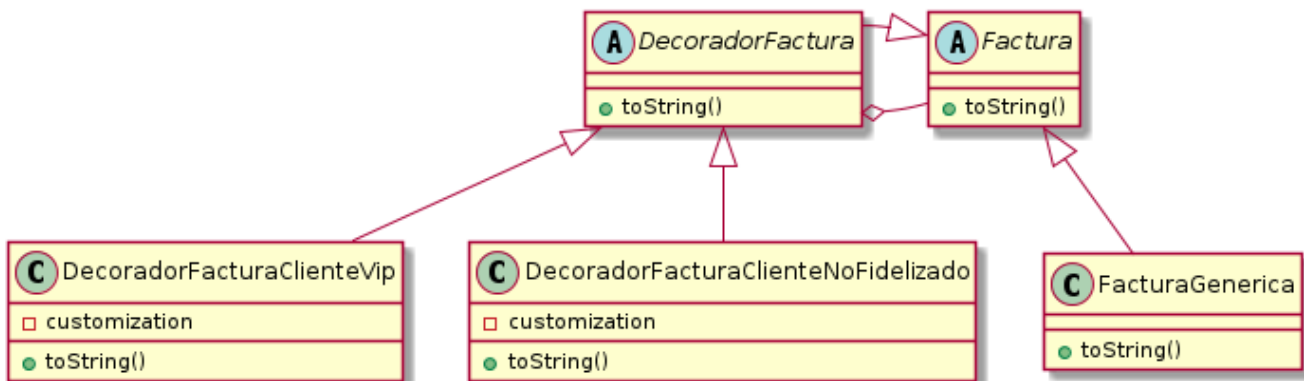 A DecoradorFactura
toString()
A Factura
toString()
C DecoradorFacturaClienteVip
customization
toString()
C DecoradorFacturaClienteNoFidelizado
customization
toString()
C FacturaGenerica
toString()